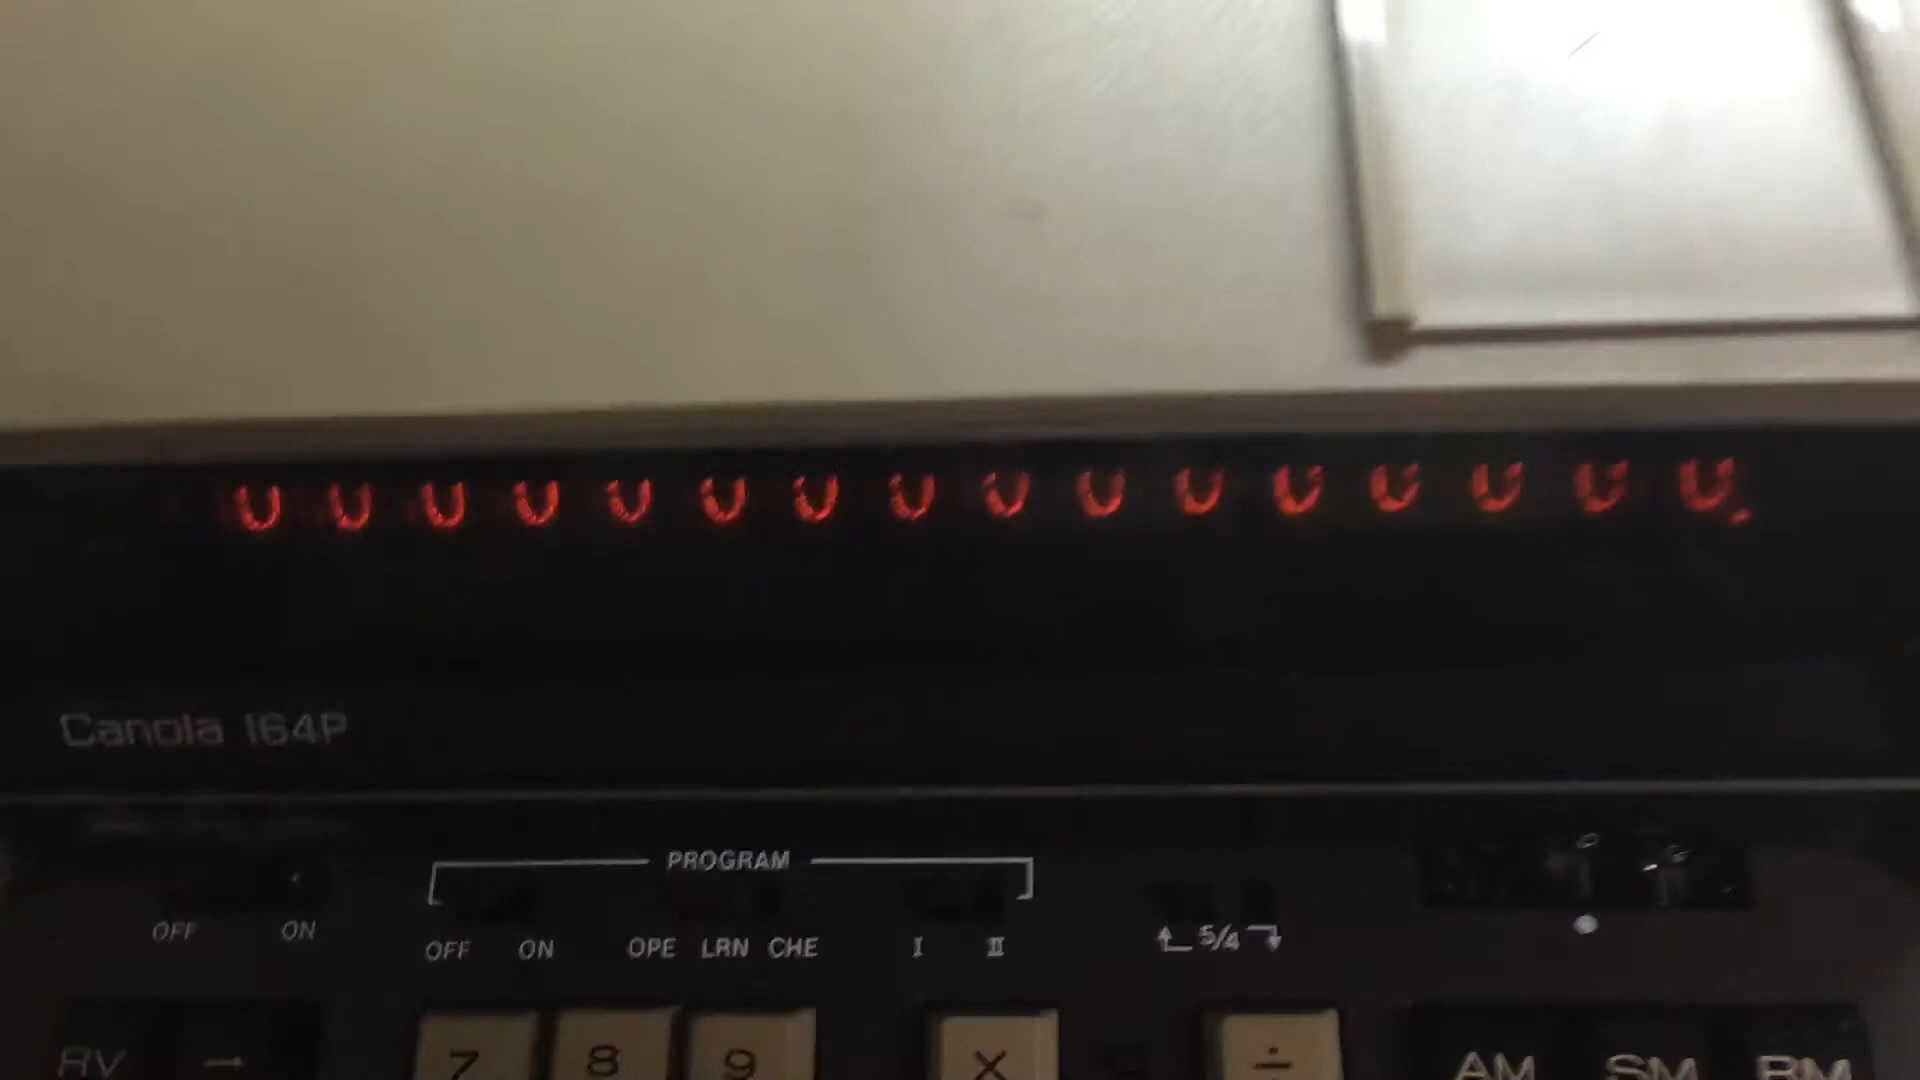 0000000000000000.
Canola 164P
PROGRAM
OFF ON OFF ON OPE LRN CHE I II 5/4
RV → 7 8 9 X ÷ AM SM RM